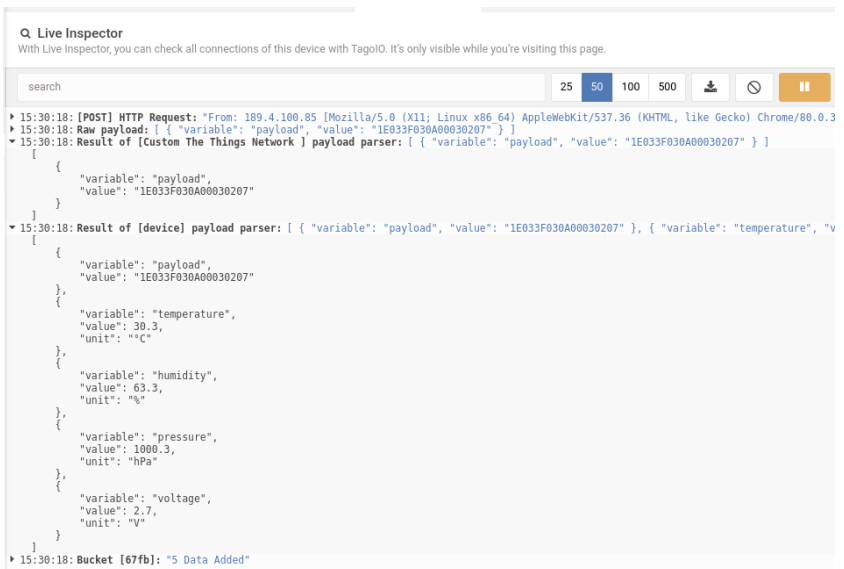 Live Inspector
With Live Inspector, you can check all connections of this device with TagoIO. It's only visible while you're visiting this page.
search
25 50 100 500
15:30:18: [POST] HTTP Request: "From: 189.4.100.85 [Mozilla/5.0 (X11; Linux x86_64) AppleWebKit/537.36 (KHTML, like Gecko) Chrome/80.0.3
15:30:18: Raw payload: [ { "variable": "payload", "value": "1E033F030A00030207" } ]
15:30:18: Result of [Custom The Things Network ] payload parser: [ { "variable": "payload", "value": "1E033F030A00030207" } ]
[
{
"variable": "payload",
"value": "1E033F030A00030207"
}
]
15:30:18: Result of [device] payload parser: [ { "variable": "payload", "value": "1E033F030A00030207" }, { "variable": "temperature", "v
[
{
"variable": "payload",
"value": "1E033F030A00030207"
},
{
"variable": "temperature",
"value": 30.3,
"unit": "°C"
},
{
"variable": "humidity",
"value": 63.3,
"unit": "%"
},
{
"variable": "pressure",
"value": 1000.3,
"unit": "hPa"
},
{
"variable": "voltage",
"value": 2.7,
"unit": "V"
}
]
15:30:18: Bucket [67fb]: "5 Data Added"